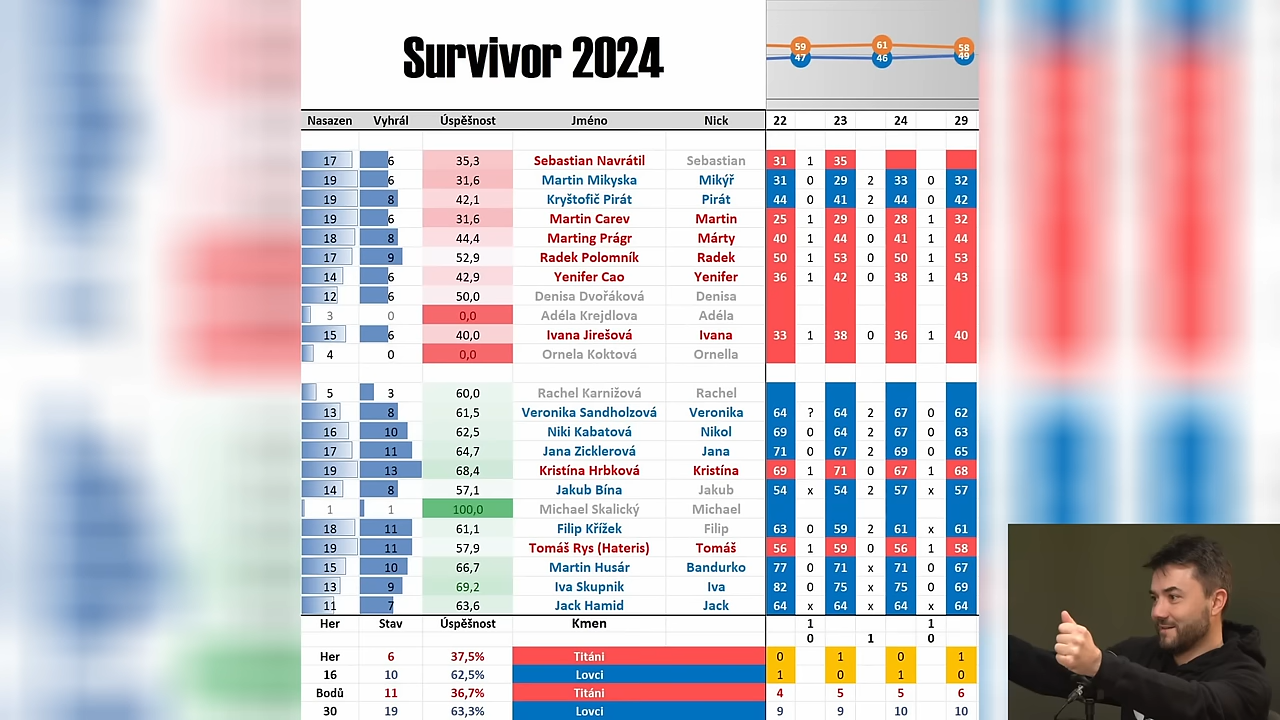 Survivor 2024
59 61 58
47 46 49
Nasazen Vyhrál Úspěšnost Jméno Nick 22 23 24 29
17 6 35,3 Sebastian Navrátil Sebastian 31 1 35
19 6 31,6 Martin Mikyska Mikýř 31 0 29 2 33 0 32
19 8 42,1 Kryštofič Pirát Pirát 44 0 41 2 44 0 42
19 6 31,6 Martin Carev Martin 25 1 29 0 28 1 32
18 8 44,4 Marting Prágr Márty 40 1 44 0 41 1 44
17 9 52,9 Radek Polomník Radek 50 1 53 0 50 1 53
14 6 42,9 Yenifer Cao Yenifer 36 1 42 0 38 1 43
12 6 50,0 Denisa Dvořáková Denisa
3 0 0,0 Adéla Krejdlova Adéla
15 6 40,0 Ivana Jirešová Ivana 33 1 38 0 36 1 40
4 0 0,0 Ornela Koktová Ornella
5 3 60,0 Rachel Karnižová Rachel
13 8 61,5 Veronika Sandholzová Veronika 64 ? 64 2 67 0 62
16 10 62,5 Niki Kabatová Nikol 69 0 64 2 67 0 63
17 11 64,7 Jana Zicklerová Jana 71 0 67 2 69 0 65
19 13 68,4 Kristína Hrbková Kristína 69 1 71 0 67 1 68
14 8 57,1 Jakub Bína Jakub 54 x 54 2 57 x 57
1 1 100,0 Michael Skalický Michael
18 11 61,1 Filip Křížek Filip 63 0 59 2 61 x 61
19 11 57,9 Tomáš Rys (Hateris) Tomáš 56 1 59 0 56 1 58
15 10 66,7 Martin Husár Bandurko 77 0 71 x 71 0 67
13 9 69,2 Iva Skupnik Iva 82 0 75 x 75 0 69
11 7 63,6 Jack Hamid Jack 64 x 64 x 64 x 64
Her Stav Úspěšnost Kmen 1 1
0 1 0
Her 6 37,5% Titáni 0 1 0 1
16 10 62,5% Lovci 1 0 1 0
Bodů 11 36,7% Titáni 4 5 5 6
30 19 63,3% Lovci 9 9 10 10